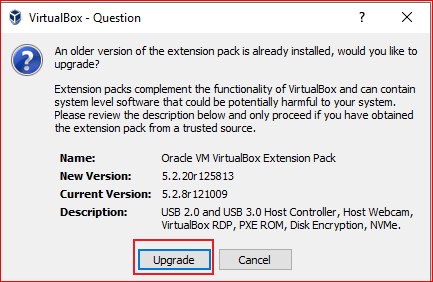 VirtualBox - Question
An older version of the extension pack is already installed, would you like to
upgrade?
Extension packs complement the functionality of VirtualBox and can contain
system level software that could be potentially harmful to your system.
Please review the description below and only proceed if you have obtained
the extension pack from a trusted source.
Name: Oracle VM VirtualBox Extension Pack
New Version: 5.2.20r125813
Current Version: 5.2.8r121009
Description: USB 2.0 and USB 3.0 Host Controller, Host Webcam,
VirtualBox RDP, PXE ROM, Disk Encryption, NVMe.
Upgrade Cancel